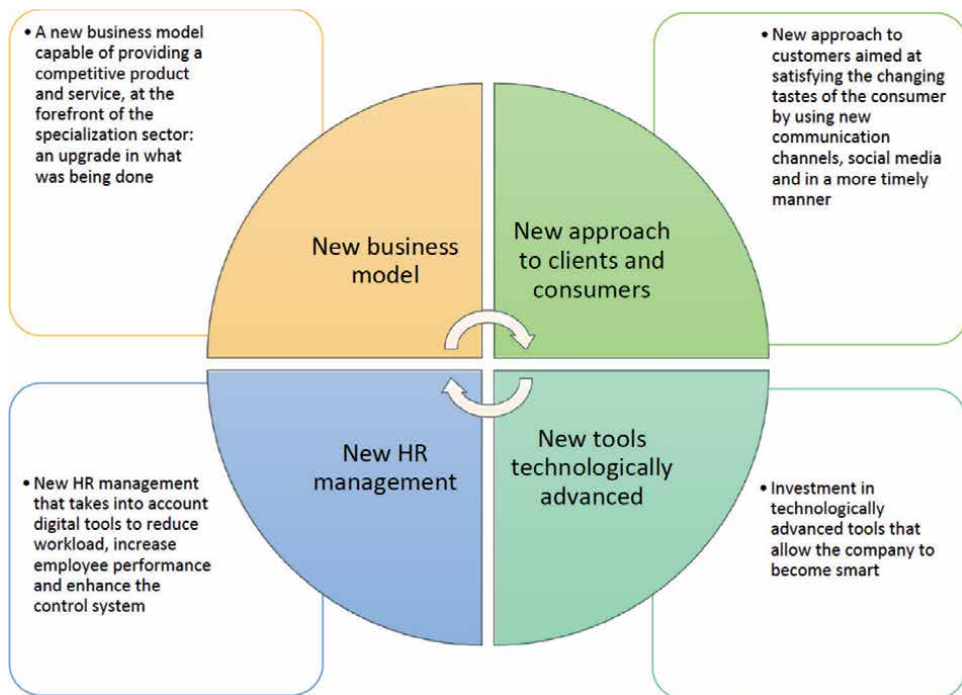 • A new business model
capable of providing a
competitive product
and service, at the
forefront of the
specialization sector:
an upgrade in what
was being done
• New approach to
customers aimed at
satisfying the changing
tastes of the consumer
by using new
communication
channels, social media
and in a more timely
manner
New business
model
New approach
to clients and
consumers
New HR
management
New tools
technologically
advanced
• New HR management
that takes into account
digital tools to reduce
workload, increase
employee performance
and enhance the
control system
• Investment in
technologically
advanced tools that
allow the company to
become smart